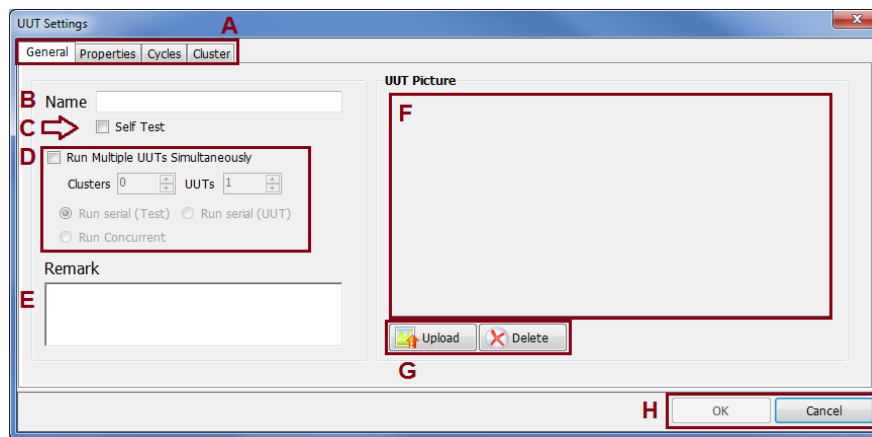 UUT Settings
A
General Properties Cycles Cluster
UUT Picture
B Name
F
C Self Test
D Run Multiple UUTs Simultaneously
Clusters 0 UUTs 1
Run serial (Test) Run serial (UUT)
Run Concurrent
Remark
E
Upload Delete
G
H OK Cancel